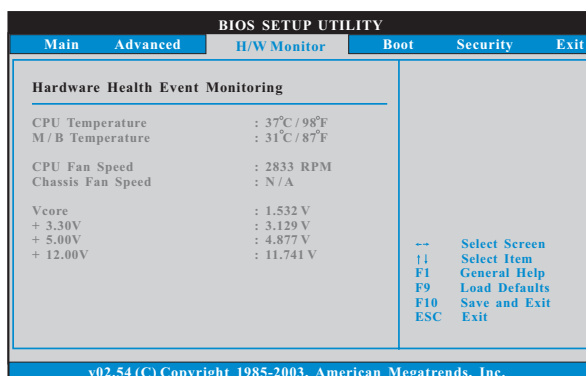 BIOS SETUP UTILITY
Main Advanced H/W Monitor Boot Security Exit
Hardware Health Event Monitoring
CPU Temperature : 37°C / 98°F
M / B Temperature : 31°C / 87°F
CPU Fan Speed : 2833 RPM
Chassis Fan Speed : N / A
Vcore : 1.532 V
+ 3.30V : 3.129 V
+ 5.00V : 4.877 V
+ 12.00V : 11.741 V
←→ Select Screen
↑↓ Select Item
F1 General Help
F9 Load Defaults
F10 Save and Exit
ESC Exit
v02.54 (C) Copyright 1985-2003, American Megatrends, Inc.